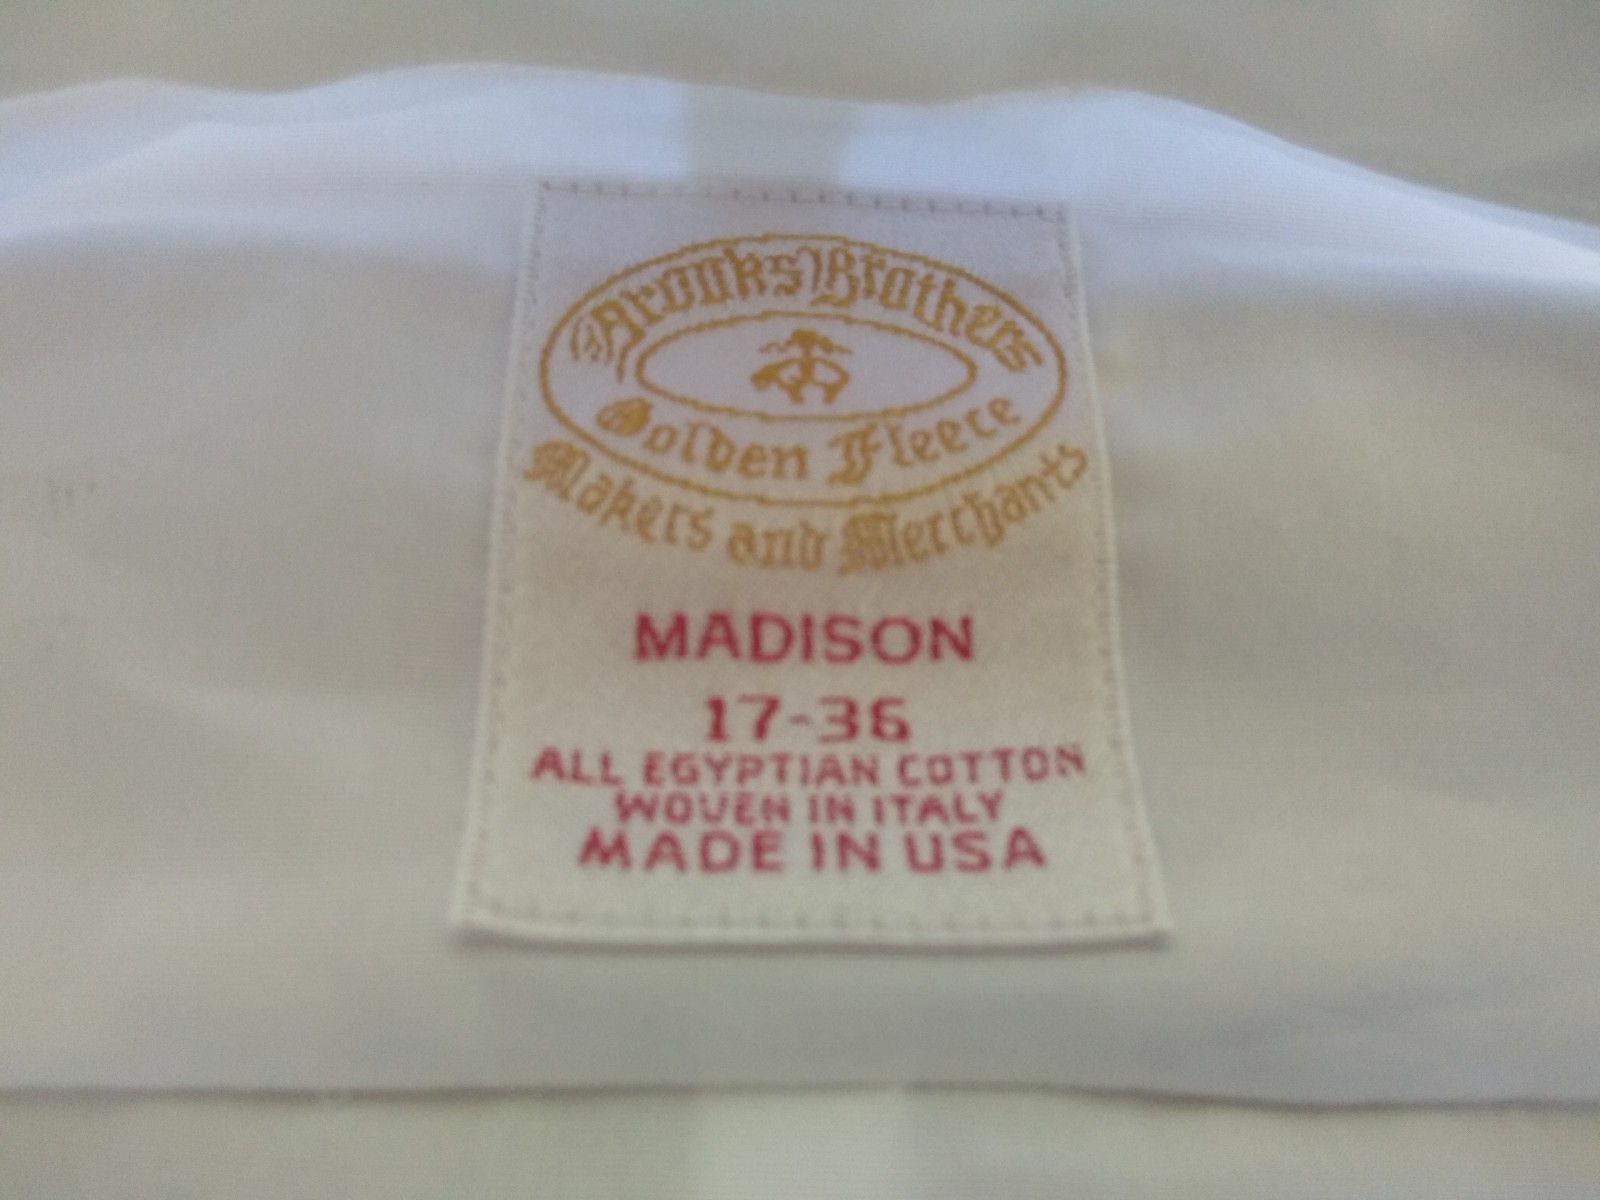 Brooks Brothers
Golden Fleece
Makers and Merchants
MADISON
17-36
ALL EGYPTIAN COTTON
WOVEN IN ITALY
MADE IN USA